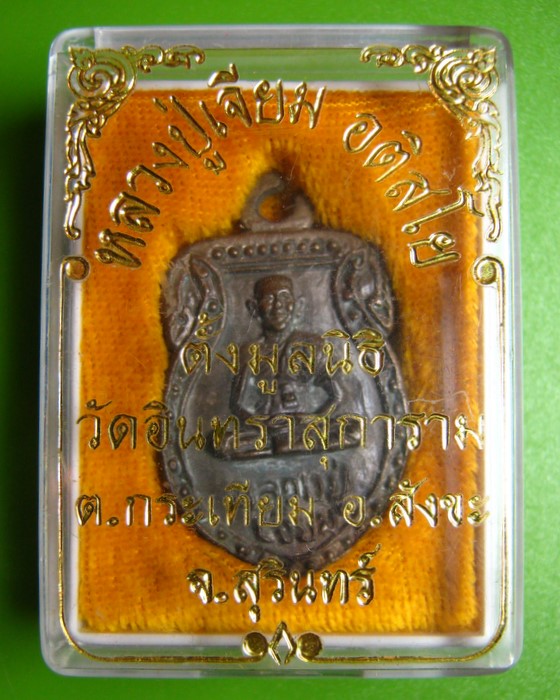 หลวงปู่เจียม อติสโย
ตั้งมูลนิธิ
วัดอินทราสุการาม
ต.กระเทียม อ.สังขะ
จ.สุรินทร์